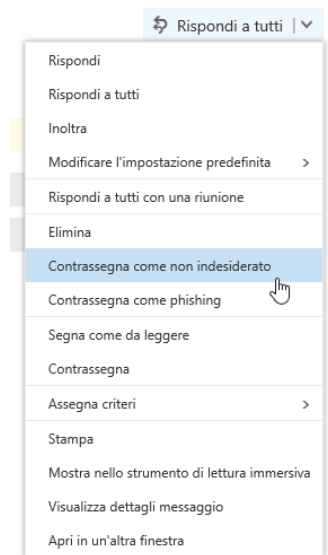 Rispondi a tutti
Rispondi
Rispondi a tutti
Inoltra
Modificare l'impostazione predefinita
Rispondi a tutti con una riunione
Elimina
Contrassegna come non indesiderato
Contrassegna come phishing
Segna come da leggere
Contrassegna
Assegna criteri
Stampa
Mostra nello strumento di lettura immersiva
Visualizza dettagli messaggio
Apri in un'altra finestra